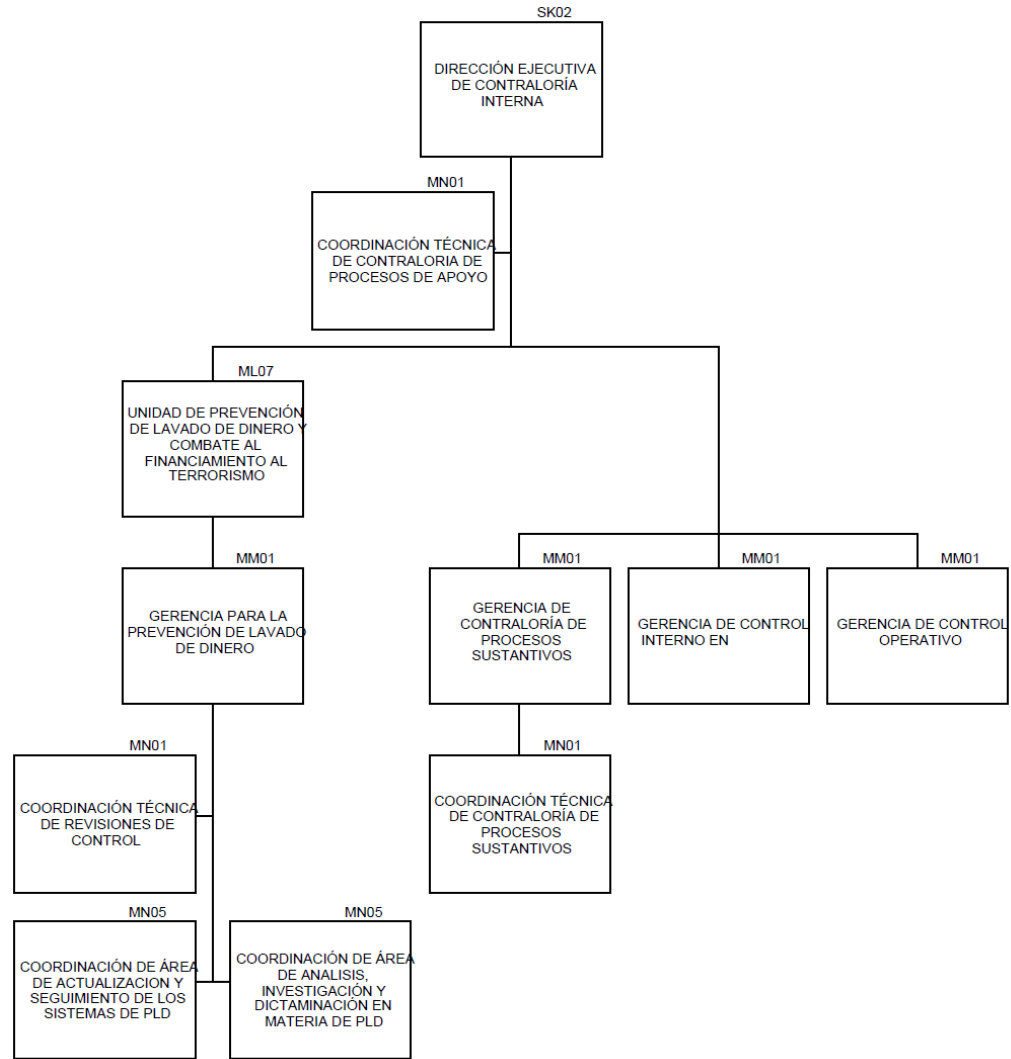 SK02
DIRECCIÓN EJECUTIVA
DE CONTRALORÍA
INTERNA
MN01
COORDINACIÓN TÉCNICA
DE CONTRALORIA DE
PROCESOS DE APOYO
ML07
UNIDAD DE PREVENCIÓN
DE LAVADO DE DINERO Y
COMBATE AL
FINANCIAMIENTO AL
TERRORISMO
MM01
GERENCIA PARA LA
PREVENCIÓN DE LAVADO
DE DINERO
MM01
GERENCIA DE
CONTRALORÍA DE
PROCESOS
SUSTANTIVOS
MM01
GERENCIA DE CONTROL
INTERNO EN
MM01
GERENCIA DE CONTROL
OPERATIVO
MN01
COORDINACIÓN TÉCNICA
DE REVISIONES DE
CONTROL
MN01
COORDINACIÓN TÉCNICA
DE CONTRALORÍA DE
PROCESOS
SUSTANTIVOS
MN05
COORDINACIÓN DE ÁREA
DE ACTUALIZACION Y
SEGUIMIENTO DE LOS
SISTEMAS DE PLD
MN05
COORDINACIÓN DE ÁREA
DE ANALISIS,
INVESTIGACIÓN Y
DICTAMINACIÓN EN
MATERIA DE PLD